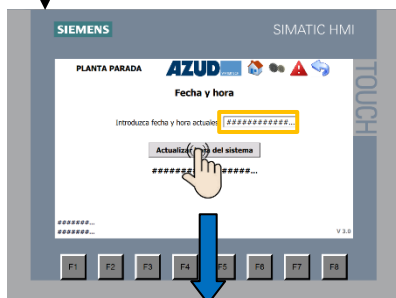 SIEMENS
SIMATIC HMI
PLANTA PARADA
AZUD
Fecha y hora
Introduzca fecha y hora actuales
############...
Actualizar del sistema
#######...
#######...
V 3.0
TOUCH
F1 F2 F3 F4 F5 F6 F7 F8